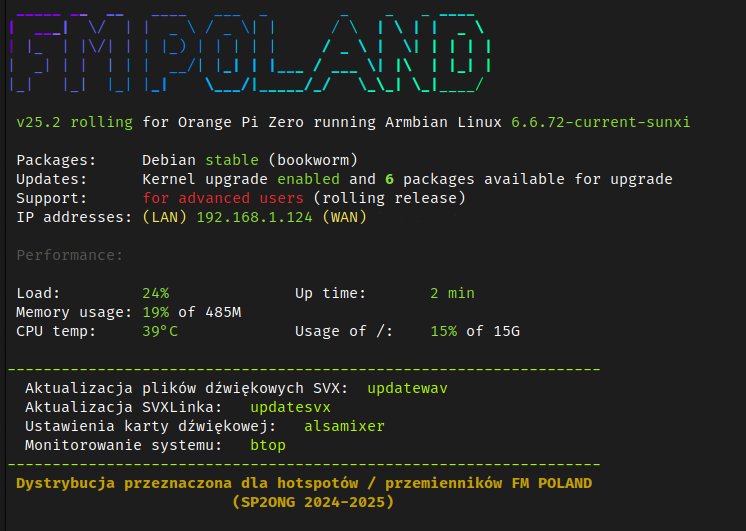 FM POLAND
v25.2 rolling for Orange Pi Zero running Armbian Linux 6.6.72-current-sunxi
Packages: Debian stable (bookworm)
Updates: Kernel upgrade enabled and 6 packages available for upgrade
Support: for advanced users (rolling release)
IP addresses: (LAN) 192.168.1.124 (WAN)
Performance:
Load: 24% Up time: 2 min
Memory usage: 19% of 485M
CPU temp: 39°C Usage of /: 15% of 15G
Aktualizacja plików dźwiękowych SVX: updatewav
Aktualizacja SVXLinka: updatesvx
Ustawienia karty dźwiękowej: alsamixer
Monitorowanie systemu: btop
Dystrybucja przeznaczona dla hotspotów / przemienników FM POLAND
(SP2ONG 2024-2025)